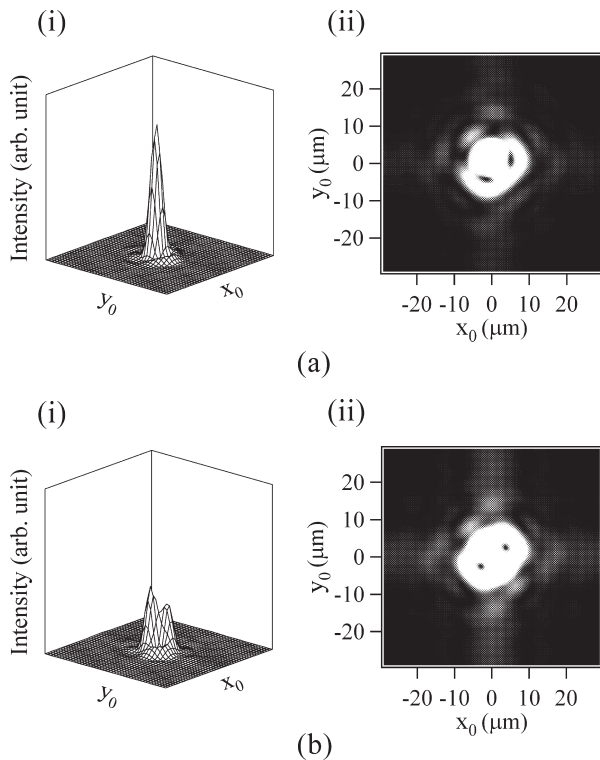 (i)
(ii)
Intensity (arb. unit)
y0
x0
y0 (μm)
20
10
0
-10
-20
-20 -10 0 10 20
x0 (μm)
(a)
(i)
(ii)
Intensity (arb. unit)
y0
x0
y0 (μm)
20
10
0
-10
-20
-20 -10 0 10 20
x0 (μm)
(b)